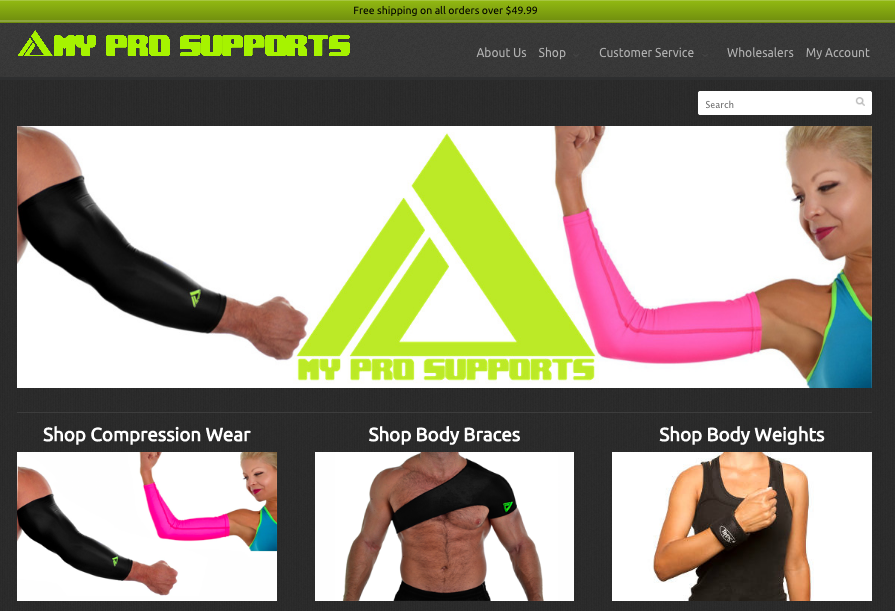 Free shipping on all orders over $49.99
MY PRO SUPPORTS
About Us Shop Customer Service Wholesalers My Account
Search
MY PRO SUPPORTS
Shop Compression Wear Shop Body Braces Shop Body Weights